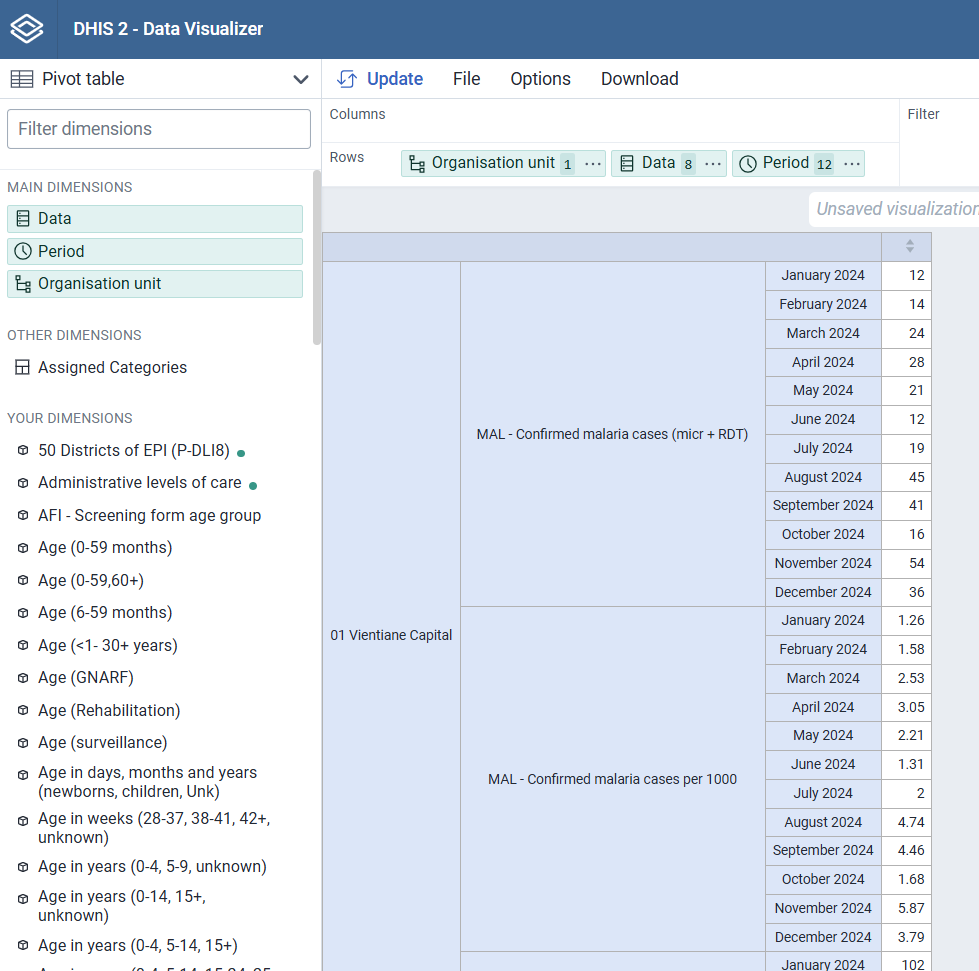 DHIS 2 - Data Visualizer
Pivot table
Update File Options Download
Filter dimensions
Columns
Filter
Rows
Organisation unit 1 ... Data 8 ... Period 12 ...
MAIN DIMENSIONS
Data
Period
Organisation unit
OTHER DIMENSIONS
Assigned Categories
YOUR DIMENSIONS
50 Districts of EPI (P-DLI8)
Administrative levels of care
AFI - Screening form age group
Age (0-59 months)
Age (0-59,60+)
Age (6-59 months)
Age (<1- 30+ years)
Age (GNARF)
Age (Rehabilitation)
Age (surveillance)
Age in days, months and years
(newborns, children, Unk)
Age in weeks (28-37, 38-41, 42+,
unknown)
Age in years (0-4, 5-9, unknown)
Age in years (0-14, 15+,
unknown)
Age in years (0-4, 5-14, 15+)
Unsaved visualization
01 Vientiane Capital
MAL - Confirmed malaria cases (micr + RDT)
January 2024 12
February 2024 14
March 2024 24
April 2024 28
May 2024 21
June 2024 12
July 2024 19
August 2024 45
September 2024 41
October 2024 16
November 2024 54
December 2024 36
MAL - Confirmed malaria cases per 1000
January 2024 1.26
February 2024 1.58
March 2024 2.53
April 2024 3.05
May 2024 2.21
June 2024 1.31
July 2024 2
August 2024 4.74
September 2024 4.46
October 2024 1.68
November 2024 5.87
December 2024 3.79
January 2024 102